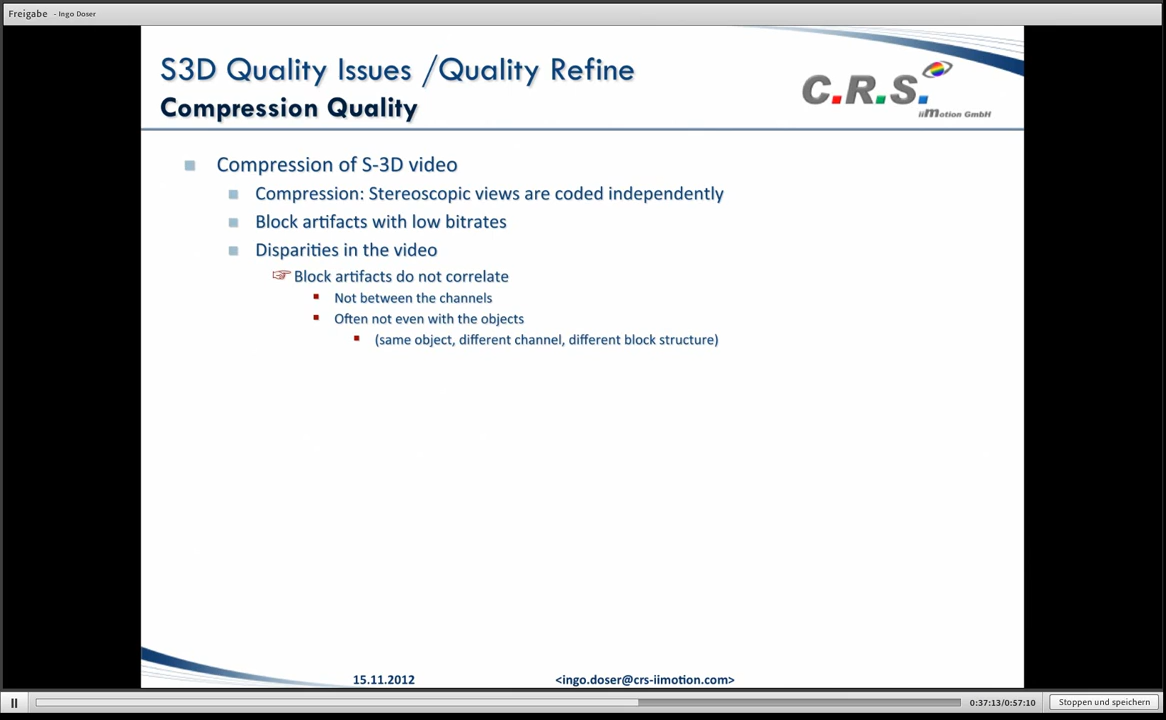 Freigabe - Ingo Doser
S3D Quality Issues /Quality Refine
Compression Quality
C.R.S.
iiMotion GmbH
Compression of S-3D video
Compression: Stereoscopic views are coded independently
Block artifacts with low bitrates
Disparities in the video
Block artifacts do not correlate
Not between the channels
Often not even with the objects
(same object, different channel, different block structure)
15.11.2012 <ingo.doser@crs-iimotion.com>
0:37:13/0:57:10 Stoppen und speichern